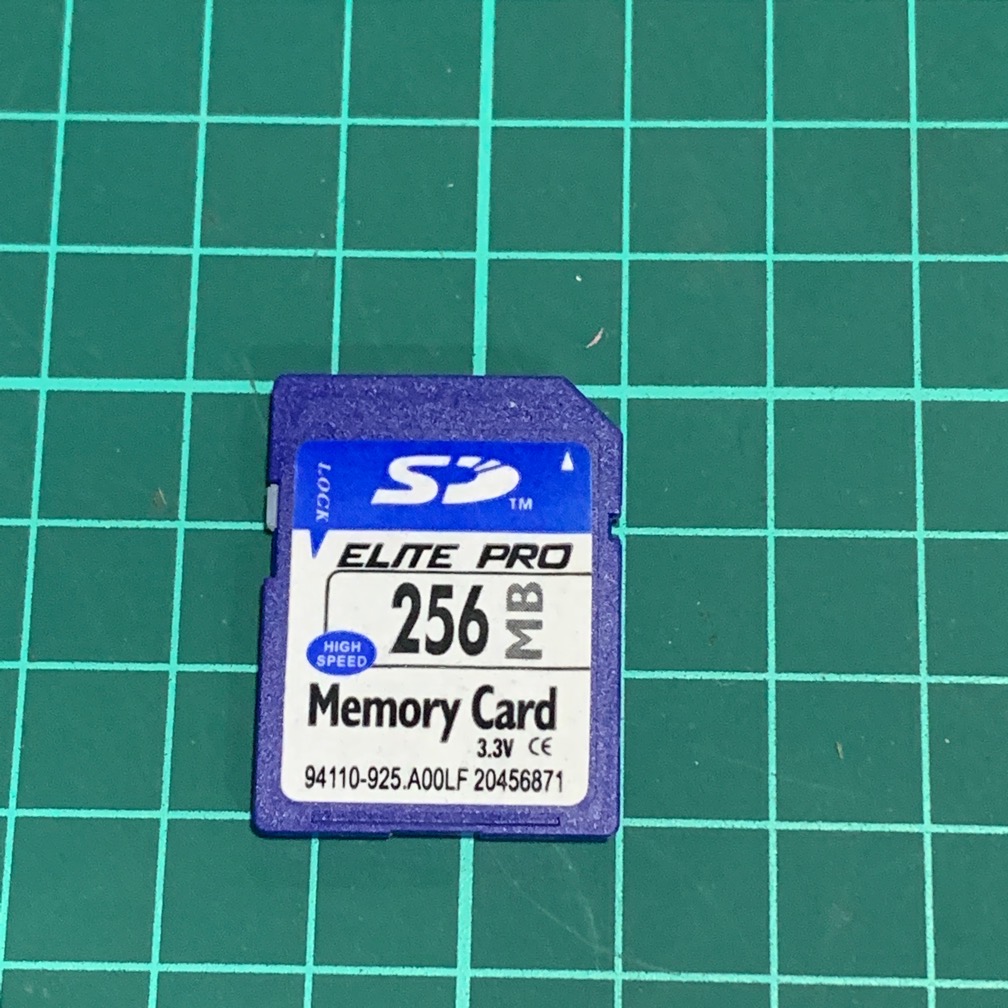 LOCK
SD™
ELITE PRO
256 MB
HIGH
SPEED
Memory Card
3.3V CE
94110-925.A00LF 20456871